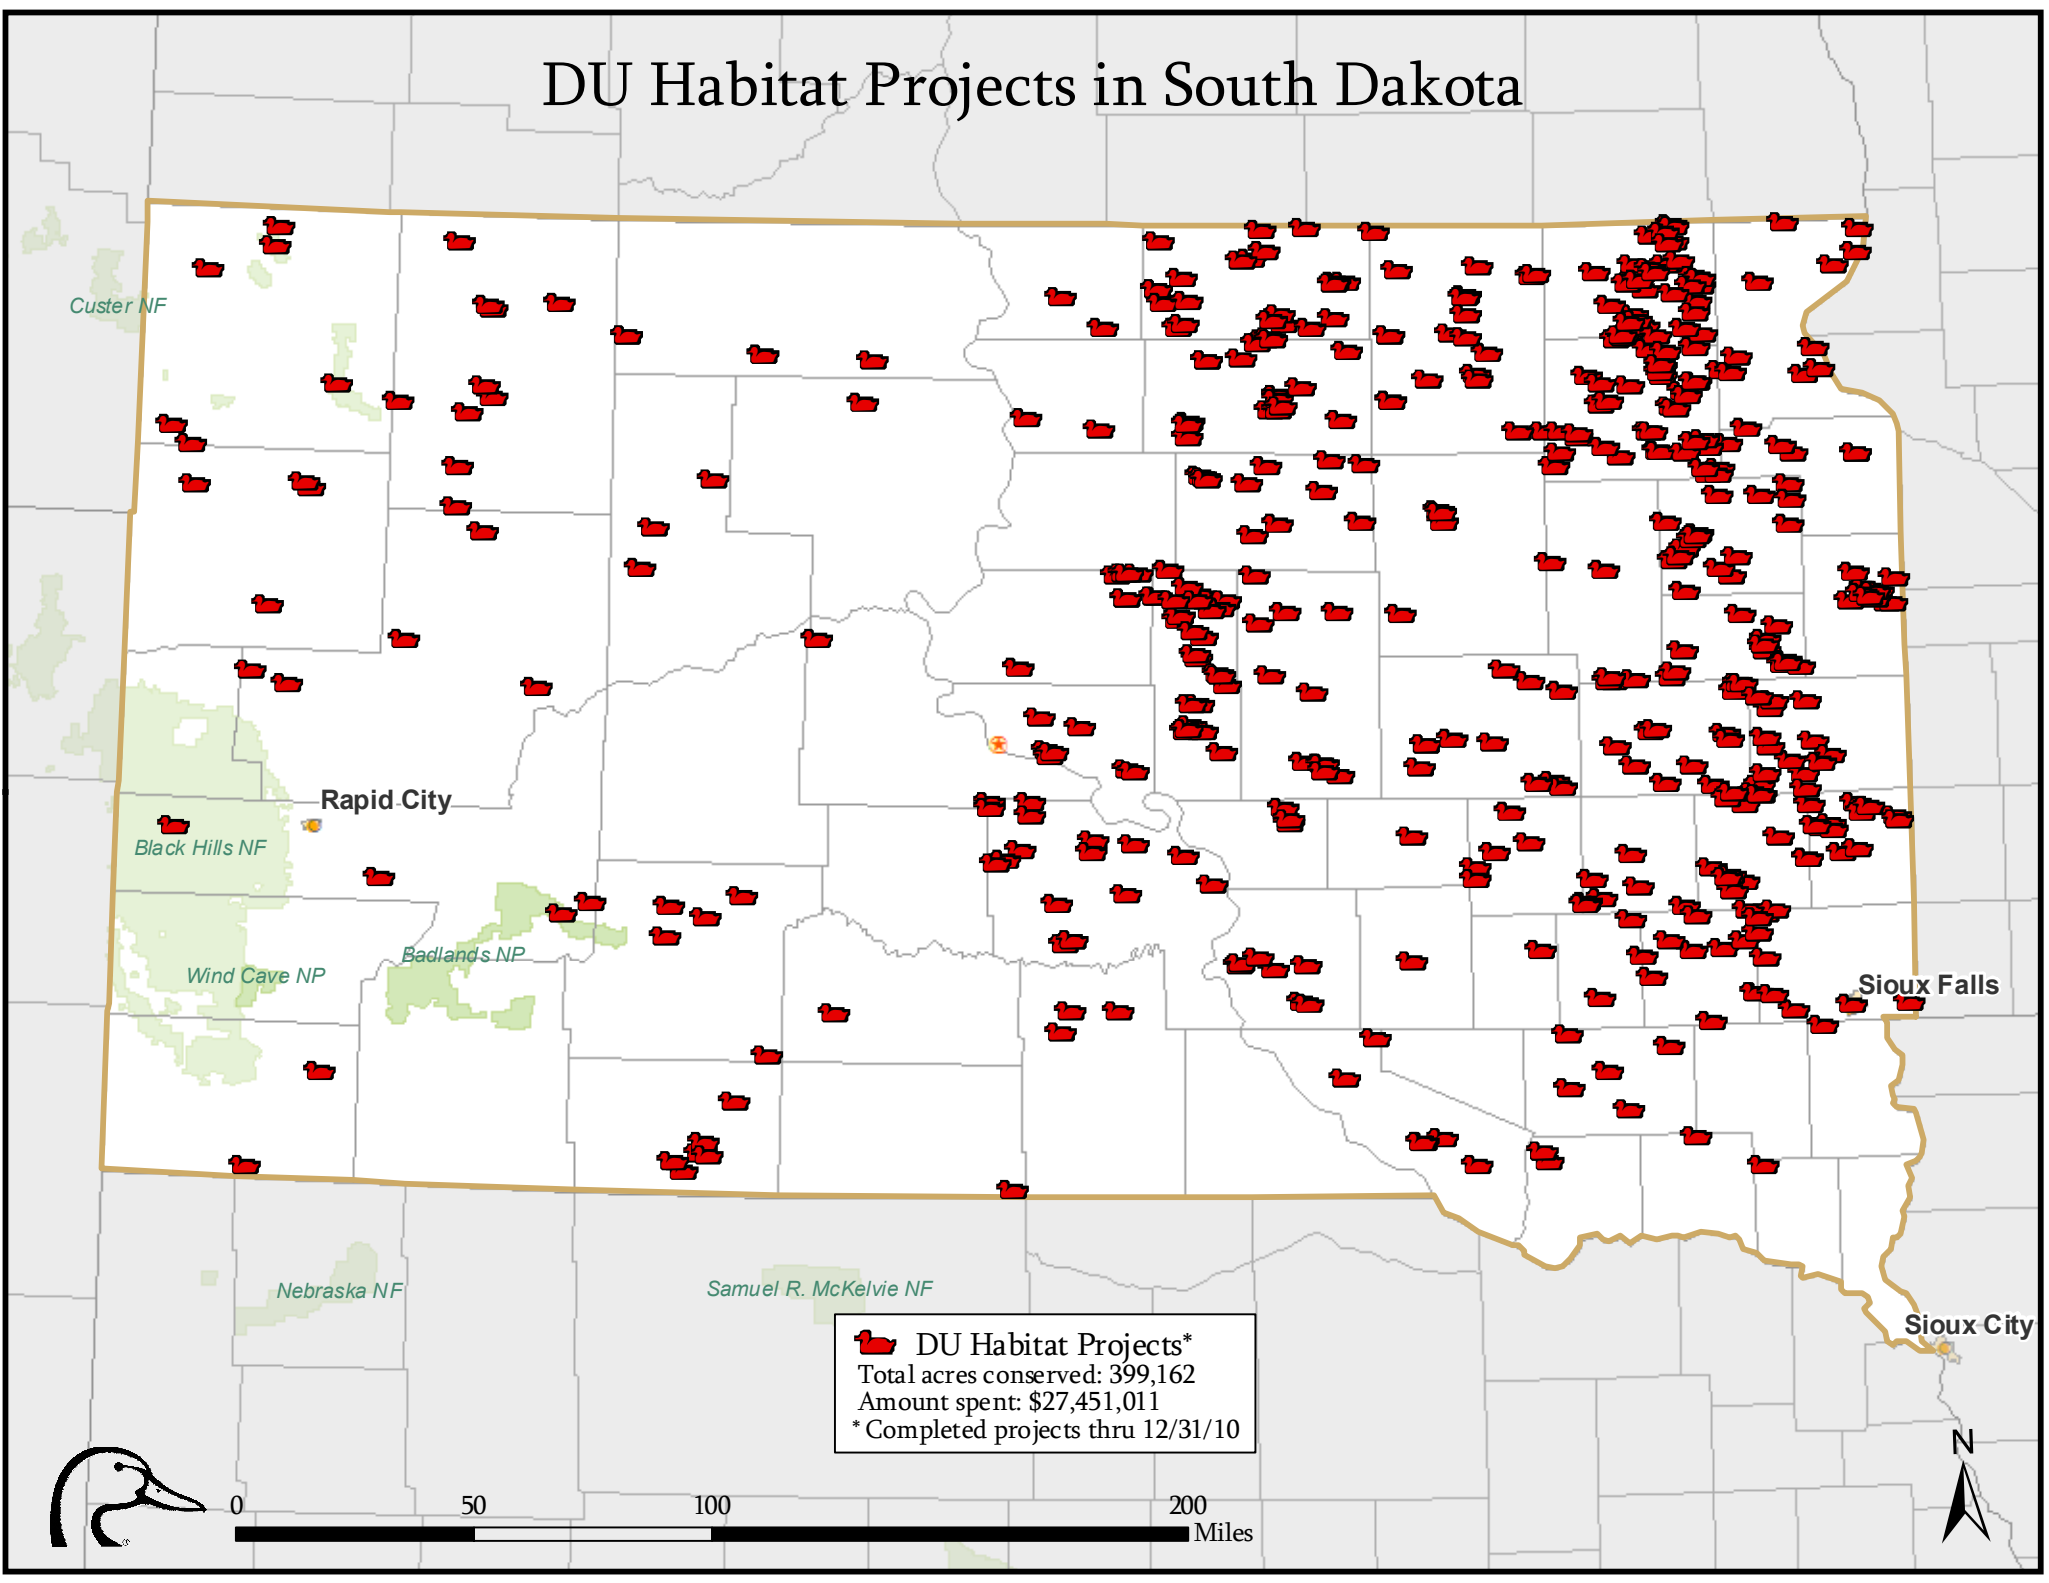 DU Habitat Projects in South Dakota
Custer NF
Rapid City
Black Hills NF
Badlands NP
Wind Cave NP
Sioux Falls
Nebraska NF
Samuel R. McKelvie NF
Sioux City
DU Habitat Projects*
Total acres conserved: 399,162
Amount spent: $27,451,011
* Completed projects thru 12/31/10
N
0 50 100 200
Miles